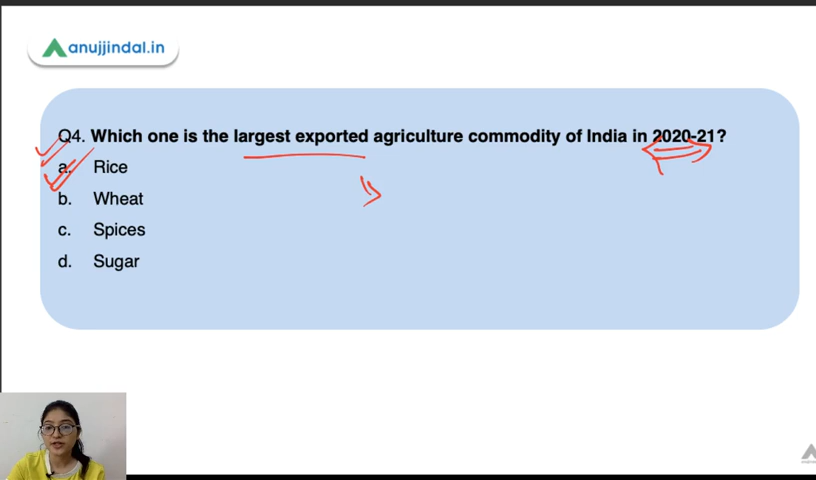 anujjindal.in
Q4. Which one is the largest exported agriculture commodity of India in 2020-21?
a. Rice
b. Wheat
c. Spices
d. Sugar